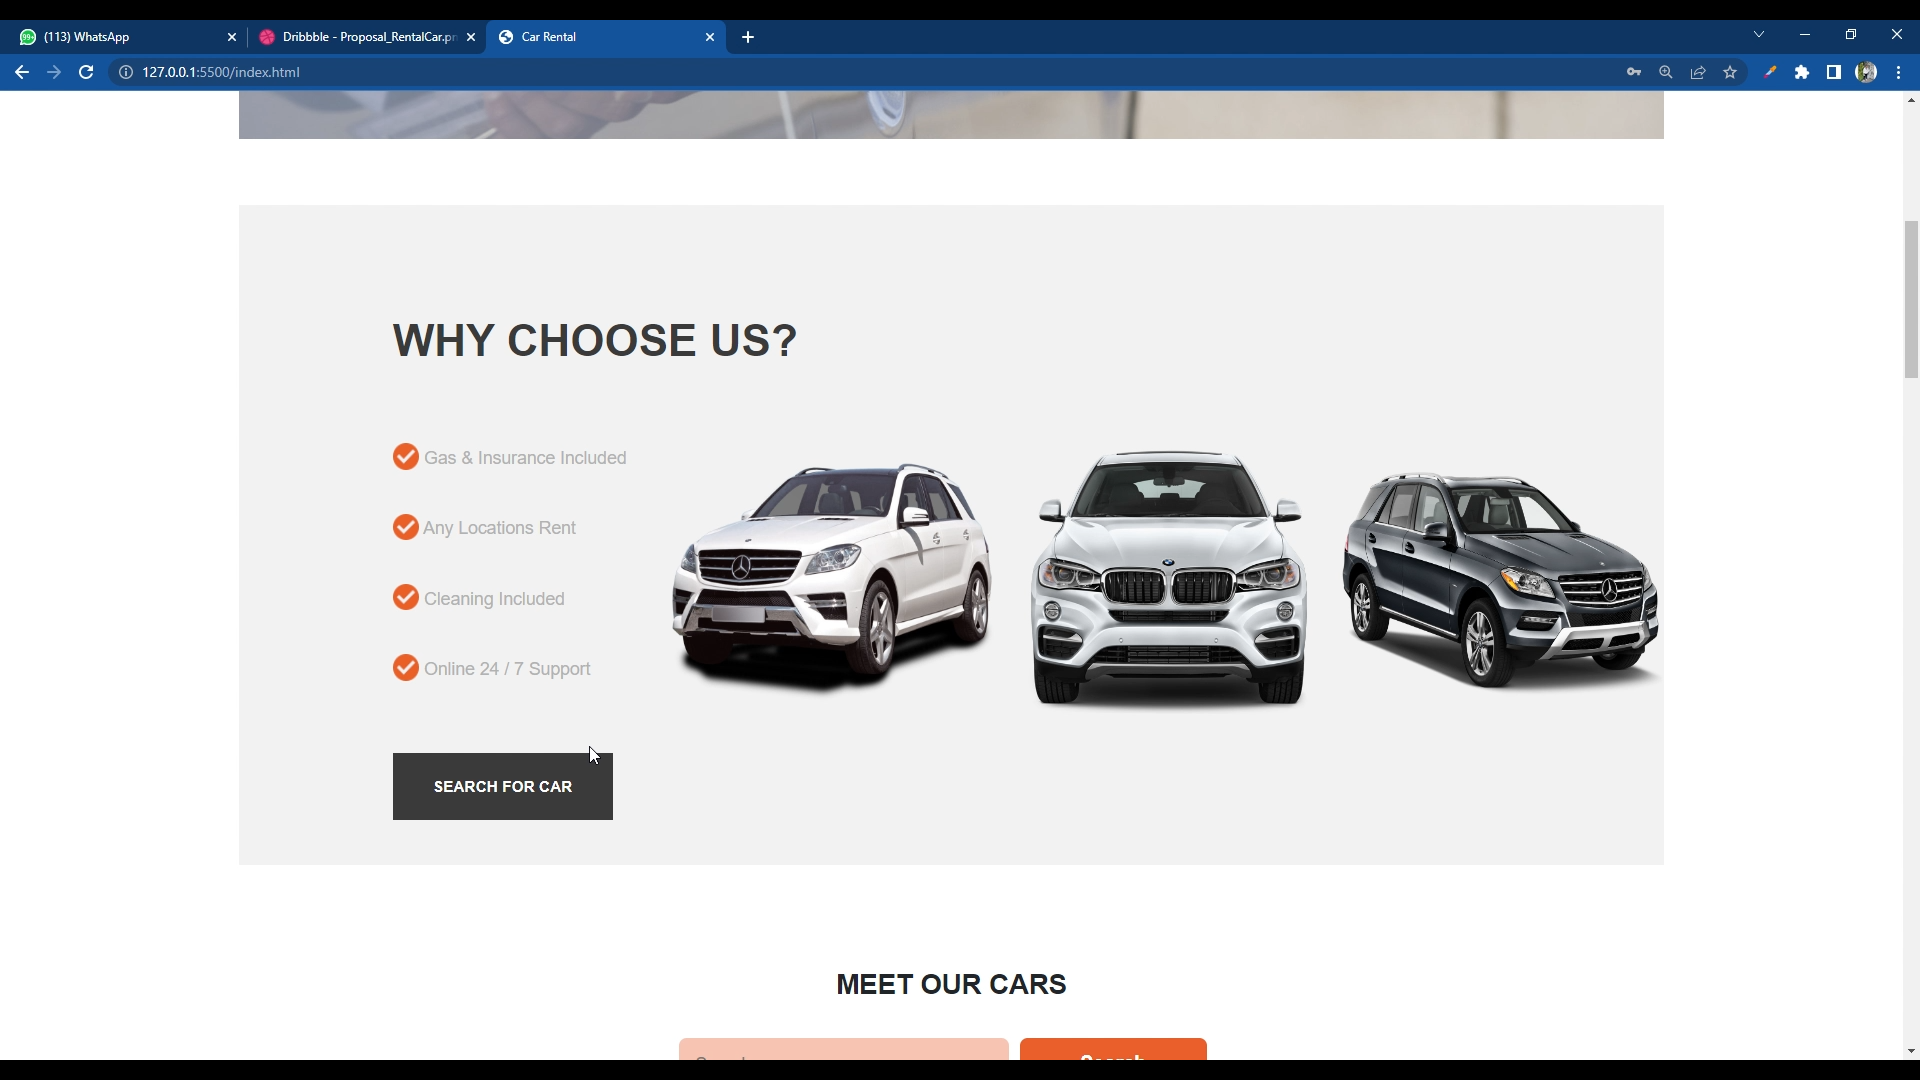 (113) WhatsApp
Dribbble - Proposal_RentalCar.pn
Car Rental
127.0.0.1:5500/index.html
WHY CHOOSE US?
Gas & Insurance Included
Any Locations Rent
Cleaning Included
Online 24 / 7 Support
SEARCH FOR CAR
MEET OUR CARS
Search